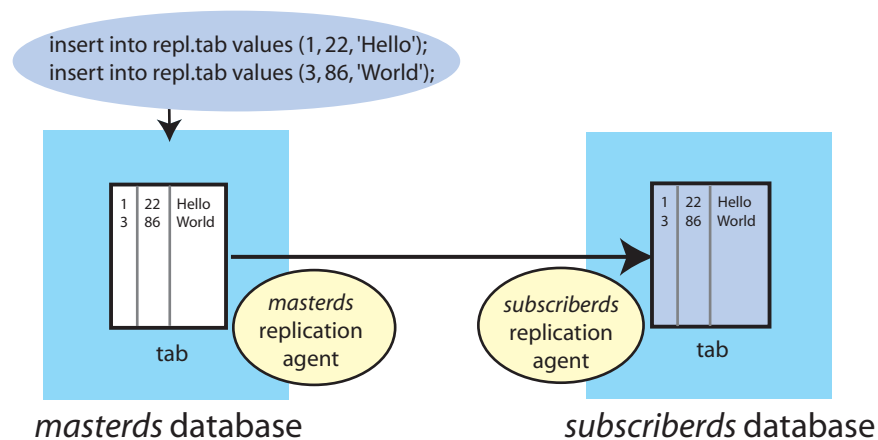 insert into repl.tab values (1, 22, 'Hello');
insert into repl.tab values (3, 86, 'World');
1 22 Hello
3 86 World
1 22 Hello
3 86 World
masterds
replication
agent
subscriberds
replication
agent
tab
tab
masterds database
subscriberds database